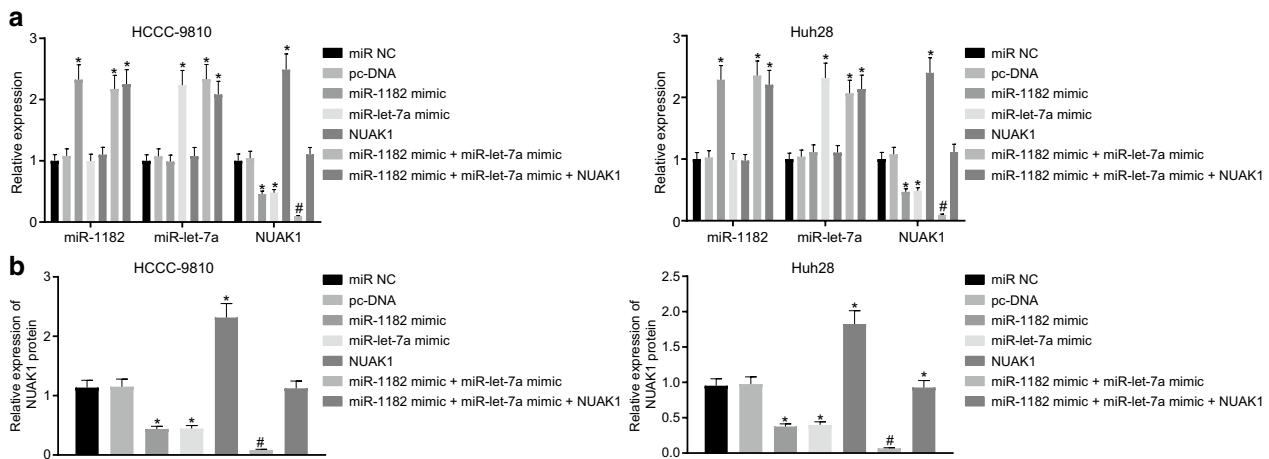 a
HCCC-9810
Relative expression
3
2
1
0
* * * * * * * * * #
miR-1182 miR-let-7a NUAK1
miR NC
pc-DNA
miR-1182 mimic
miR-let-7a mimic
NUAK1
miR-1182 mimic + miR-let-7a mimic
miR-1182 mimic + miR-let-7a mimic + NUAK1
Huh28
Relative expression
3
2
1
0
* * * * * * * * * #
miR-1182 miR-let-7a NUAK1
miR NC
pc-DNA
miR-1182 mimic
miR-let-7a mimic
NUAK1
miR-1182 mimic + miR-let-7a mimic
miR-1182 mimic + miR-let-7a mimic + NUAK1
b
HCCC-9810
Relative expression of
NUAK1 protein
3
2
1
0
* * * #
miR NC
pc-DNA
miR-1182 mimic
miR-let-7a mimic
NUAK1
miR-1182 mimic + miR-let-7a mimic
miR-1182 mimic + miR-let-7a mimic + NUAK1
Huh28
Relative expression of
NUAK1 protein
2.5
2.0
1.5
1.0
0.5
0
* * * # *
miR NC
pc-DNA
miR-1182 mimic
miR-let-7a mimic
NUAK1
miR-1182 mimic + miR-let-7a mimic
miR-1182 mimic + miR-let-7a mimic + NUAK1